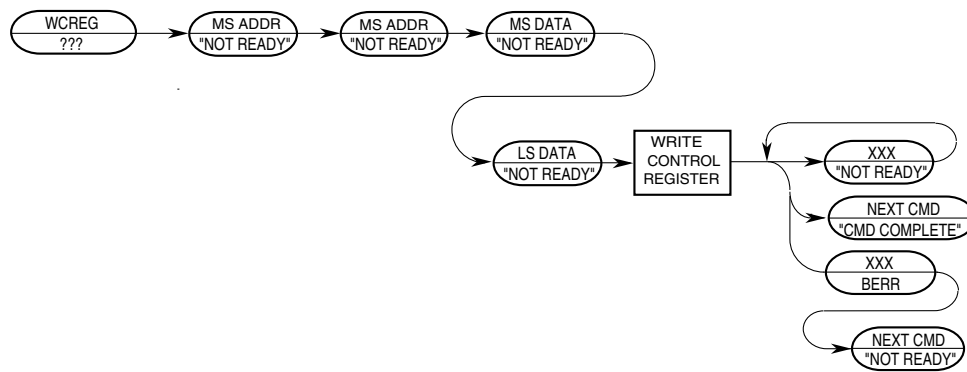 WCREG
???
MS ADDR
"NOT READY"
MS ADDR
"NOT READY"
MS DATA
"NOT READY"
LS DATA
"NOT READY"
WRITE
CONTROL
REGISTER
XXX
"NOT READY"
NEXT CMD
"CMD COMPLETE"
XXX
BERR
NEXT CMD
"NOT READY"